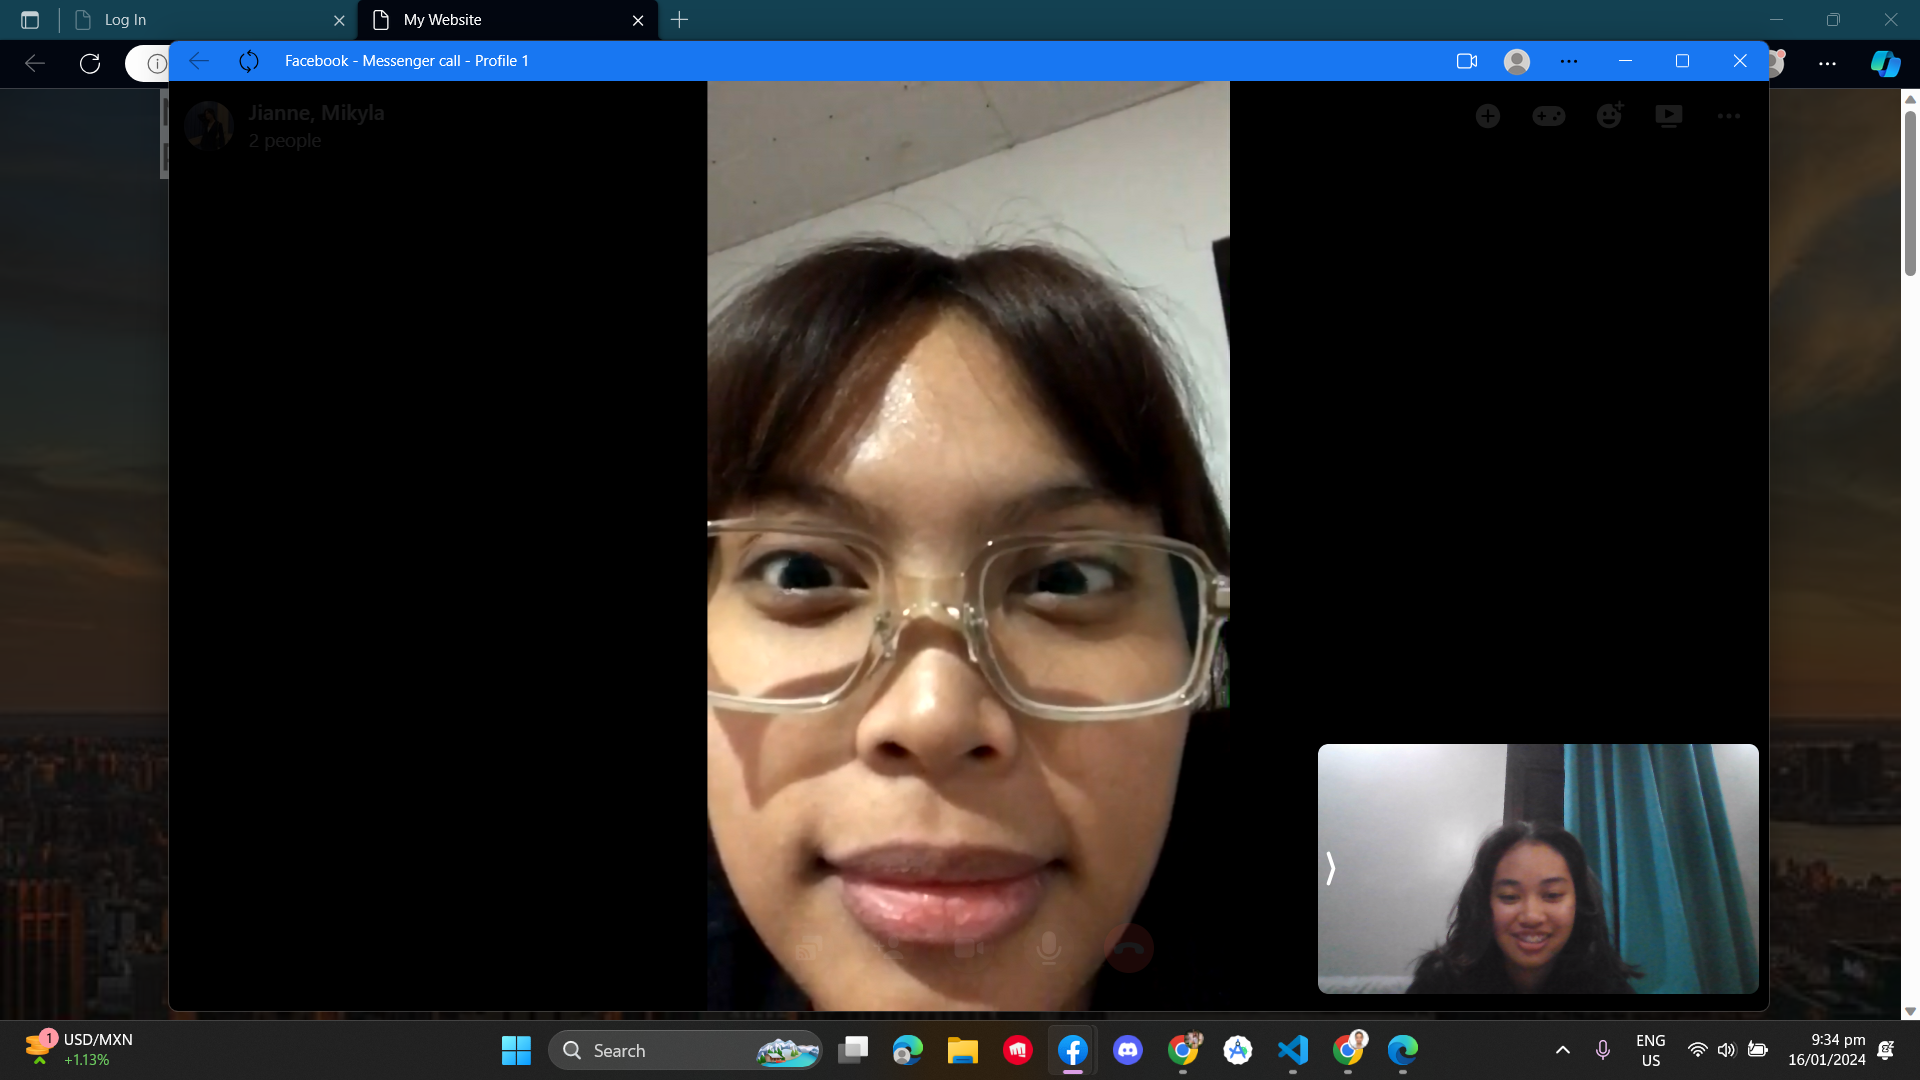 Log In
My Website
Facebook - Messenger call - Profile 1
Jianne, Mikyla
2 people
USD/MXN
+1.13%
1
Search
ENG
US
9:34 pm
16/01/2024